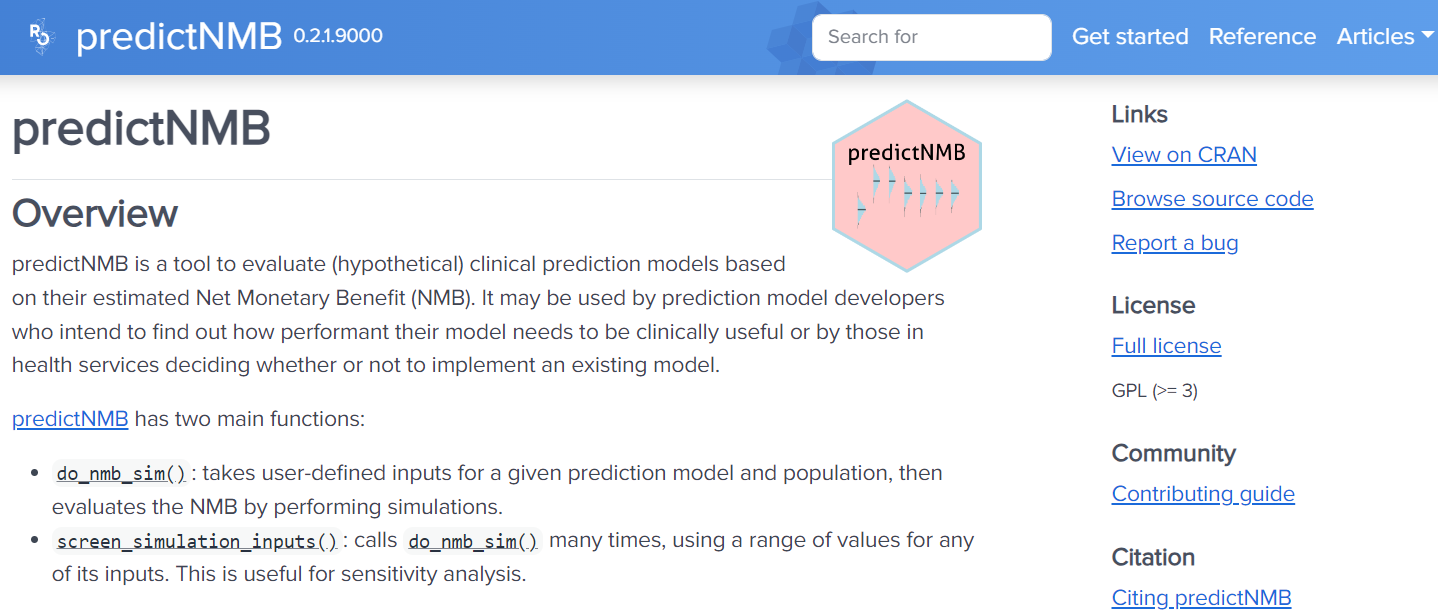 predictNMB 0.2.1.9000
Search for
Get started Reference Articles
predictNMB
predictNMB
Overview
predictNMB is a tool to evaluate (hypothetical) clinical prediction models based
on their estimated Net Monetary Benefit (NMB). It may be used by prediction model developers
who intend to find out how performant their model needs to be clinically useful or by those in
health services deciding whether or not to implement an existing model.
predictNMB has two main functions:
• do_nmb_sim(): takes user-defined inputs for a given prediction model and population, then
evaluates the NMB by performing simulations.
• screen_simulation_inputs(): calls do_nmb_sim() many times, using a range of values for any
of its inputs. This is useful for sensitivity analysis.
Links
View on CRAN
Browse source code
Report a bug
License
Full license
GPL (>= 3)
Community
Contributing guide
Citation
Citing predictNMB